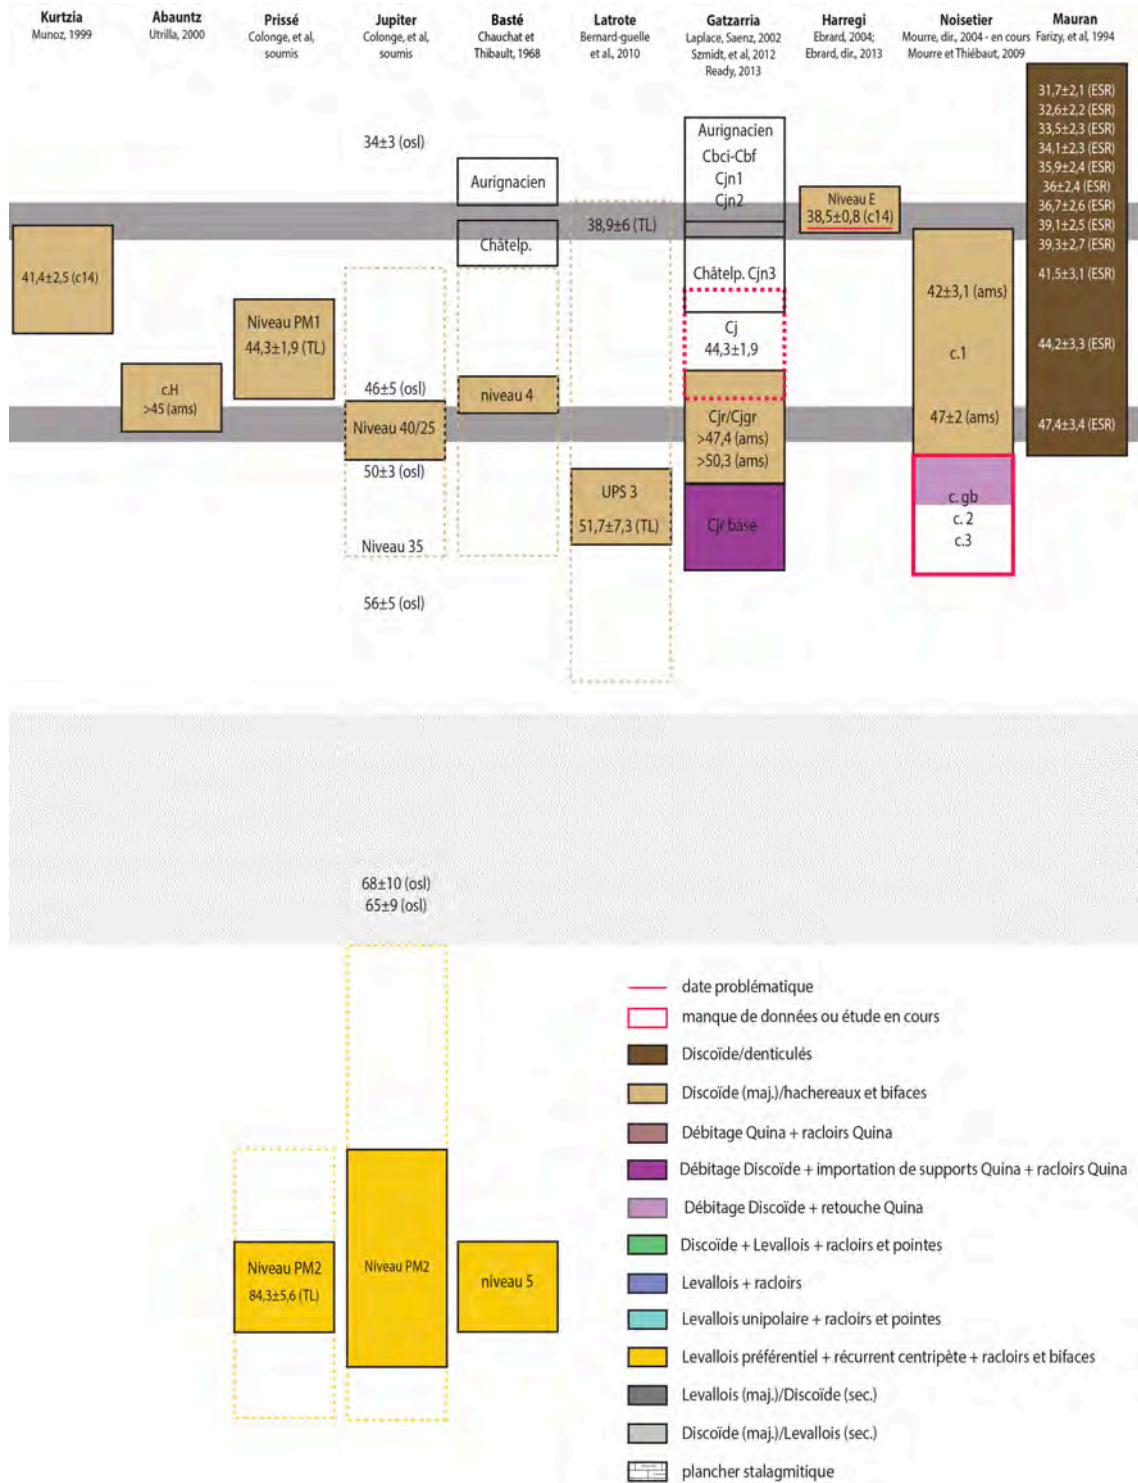 Kurtzia
Munoz, 1999
Abauntz
Utrilla, 2000
Prissé
Colonge, et al,
soumis
Jupiter
Colonge, et al,
soumis
Basté
Chauchat et
Thibault, 1968
Latrote
Bernard-guelle
et al., 2010
Gatzarria
Laplace, Saenz, 2002
Szmidt, et al, 2012
Ready, 2013
Harregi
Ebrard, 2004;
Ebrard, dir., 2013
Noisetier
Mourre, dir., 2004 - en cours
Mourre et Thiébaut, 2009
Mauran
Farizy, et al, 1994
41,4±2,5 (c14)
c.H
>45 (ams)
Niveau PM1
44,3±1,9 (TL)
34±3 (osl)
46±5 (osl)
Niveau 40/25
50±3 (osl)
Niveau 35
56±5 (osl)
68±10 (osl)
65±9 (osl)
Aurignacien
Châtelp.
niveau 4
38,9±6 (TL)
UPS 3
51,7±7,3 (TL)
Aurignacien
Cbci-Cbf
Cjn1
Cjn2
Châtelp. Cjn3
Cj
44,3±1,9
Cjr/Cjgr
>47,4 (ams)
>50,3 (ams)
Cjr base
Niveau E
38,5±0,8 (c14)
42±3,1 (ams)
c.1
47±2 (ams)
c. gb
c. 2
c.3
31,7±2,1 (ESR)
32,6±2,2 (ESR)
33,5±2,3 (ESR)
34,1±2,3 (ESR)
35,9±2,4 (ESR)
36±2,4 (ESR)
36,7±2,6 (ESR)
39,1±2,5 (ESR)
39,3±2,7 (ESR)
41,5±3,1 (ESR)
44,2±3,3 (ESR)
47,4±3,4 (ESR)
Niveau PM2
84,3±5,6 (TL)
Niveau PM2
niveau 5
date problématique
manque de données ou étude en cours
Discoïde/denticulés
Discoïde (maj.)/hachereaux et bifaces
Débitage Quina + racloirs Quina
Débitage Discoïde + importation de supports Quina + racloirs Quina
Débitage Discoïde + retouche Quina
Discoïde + Levallois + racloirs et pointes
Levallois + racloirs
Levallois unipolaire + racloirs et pointes
Levallois préférentiel + récurrent centripète + racloirs et bifaces
Levallois (maj.)/Discoïde (sec.)
Discoïde (maj.)/Levallois (sec.)
plancher stalagmitique